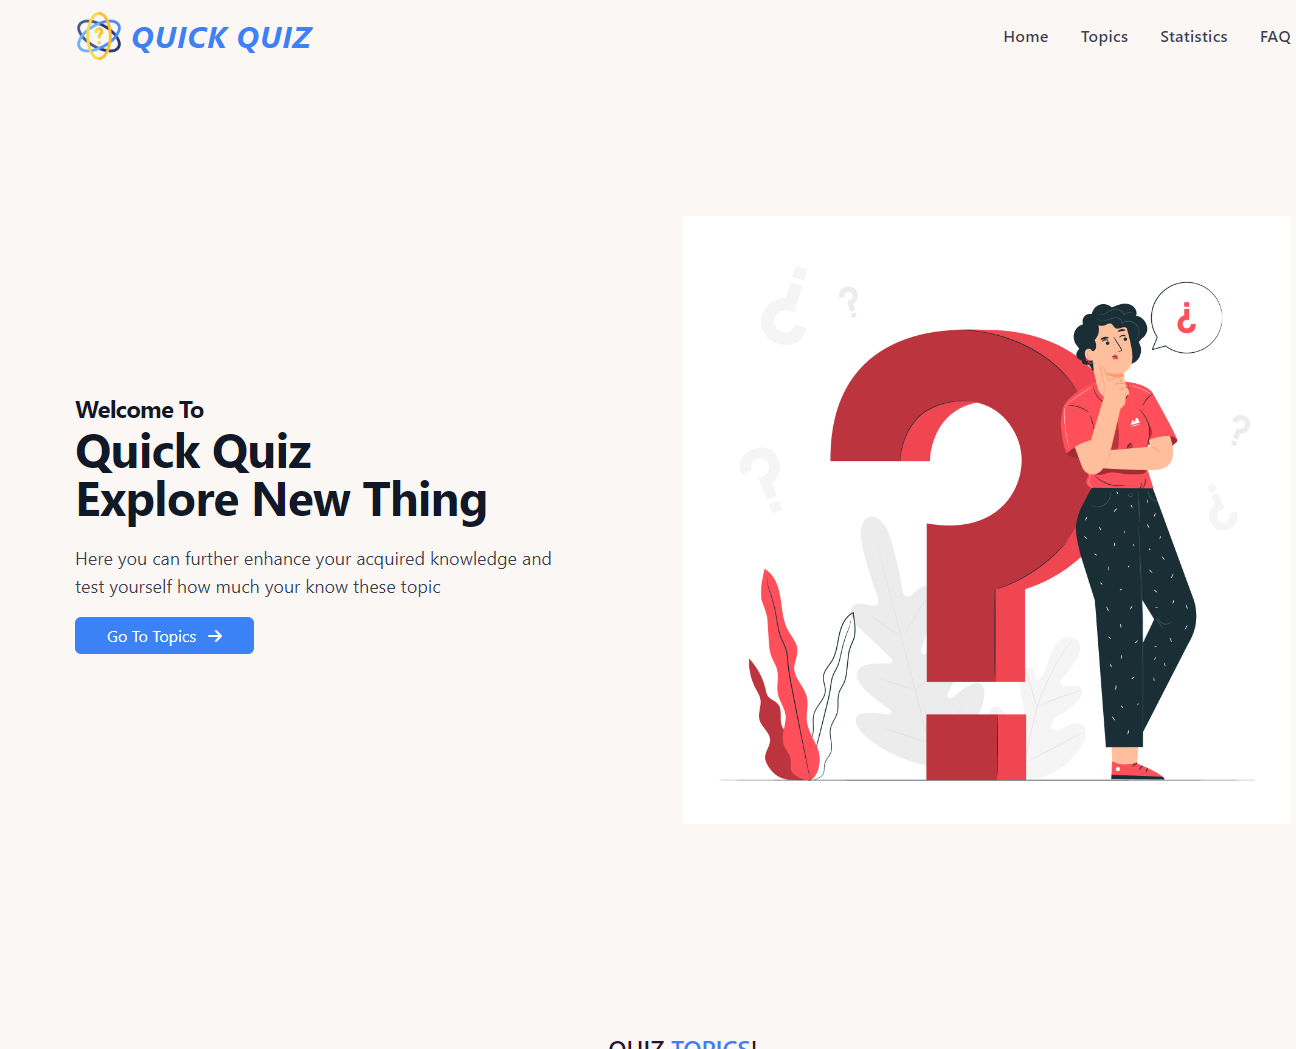 QUICK QUIZ
Home Topics Statistics FAQ
Welcome To
Quick Quiz
Explore New Thing
Here you can further enhance your acquired knowledge and
test yourself how much your know these topic
Go To Topics
QUIZ TOPICS!